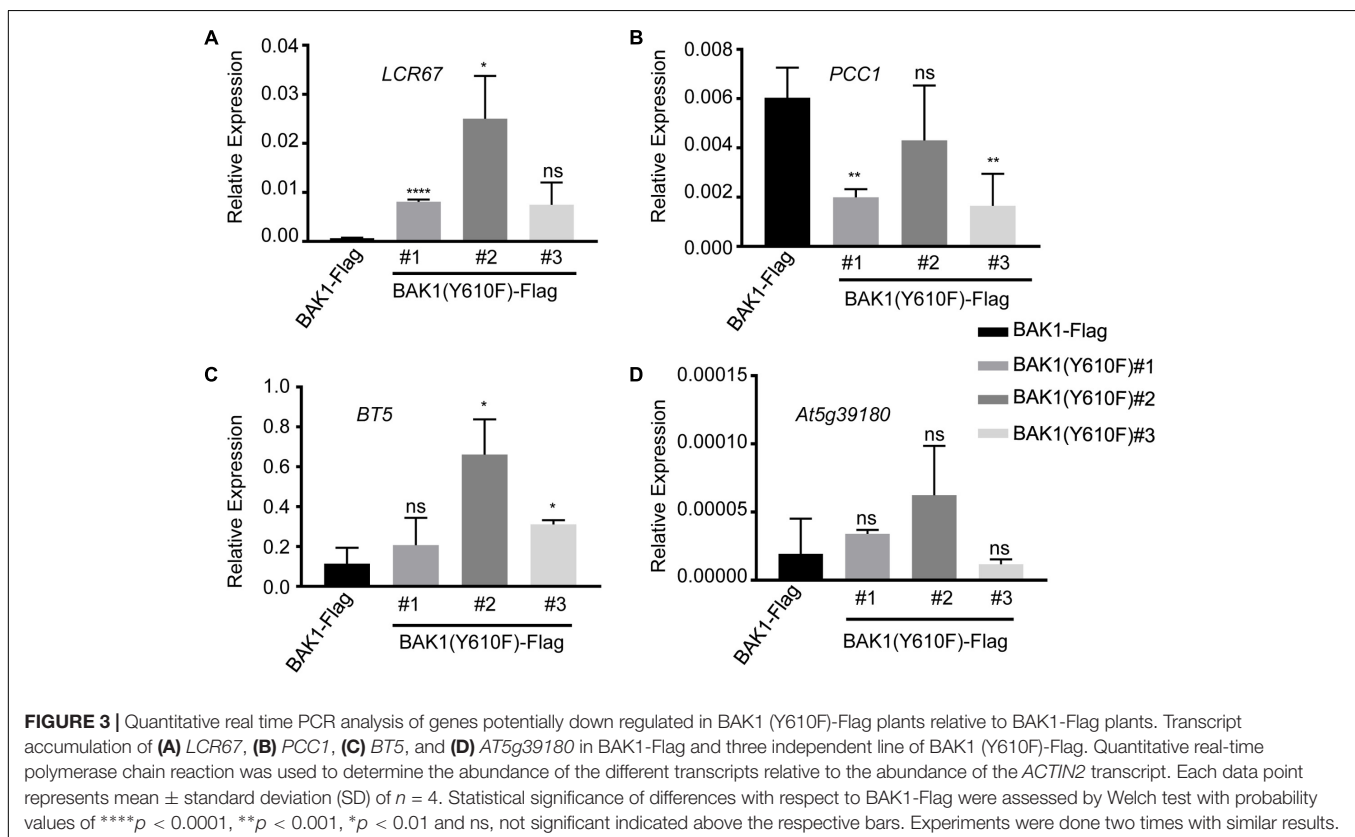 A
LCR67
Relative Expression
0.04
0.03
0.02
0.01
0.00
****
*
ns
BAK1-Flag
#1 #2 #3
BAK1(Y610F)-Flag
B
PCC1
Relative Expression
0.008
0.006
0.004
0.002
0.000
**
ns
**
BAK1-Flag
#1 #2 #3
BAK1(Y610F)-Flag
BAK1-Flag
BAK1(Y610F)#1
BAK1(Y610F)#2
BAK1(Y610F)#3
C
BT5
Relative Expression
1.0
0.8
0.6
0.4
0.2
0.0
ns
*
*
BAK1-Flag
#1 #2 #3
BAK1(Y610F)-Flag
D
At5g39180
Relative Expression
0.00015
0.00010
0.00005
0.00000
ns
ns
ns
BAK1-Flag
#1 #2 #3
BAK1(Y610F)-Flag
FIGURE 3 | Quantitative real time PCR analysis of genes potentially down regulated in BAK1 (Y610F)-Flag plants relative to BAK1-Flag plants. Transcript
accumulation of (A) LCR67, (B) PCC1, (C) BT5, and (D) AT5g39180 in BAK1-Flag and three independent line of BAK1 (Y610F)-Flag. Quantitative real-time
polymerase chain reaction was used to determine the abundance of the different transcripts relative to the abundance of the ACTIN2 transcript. Each data point
represents mean ± standard deviation (SD) of n = 4. Statistical significance of differences with respect to BAK1-Flag were assessed by Welch test with probability
values of ****p < 0.0001, **p < 0.001, *p < 0.01 and ns, not significant indicated above the respective bars. Experiments were done two times with similar results.